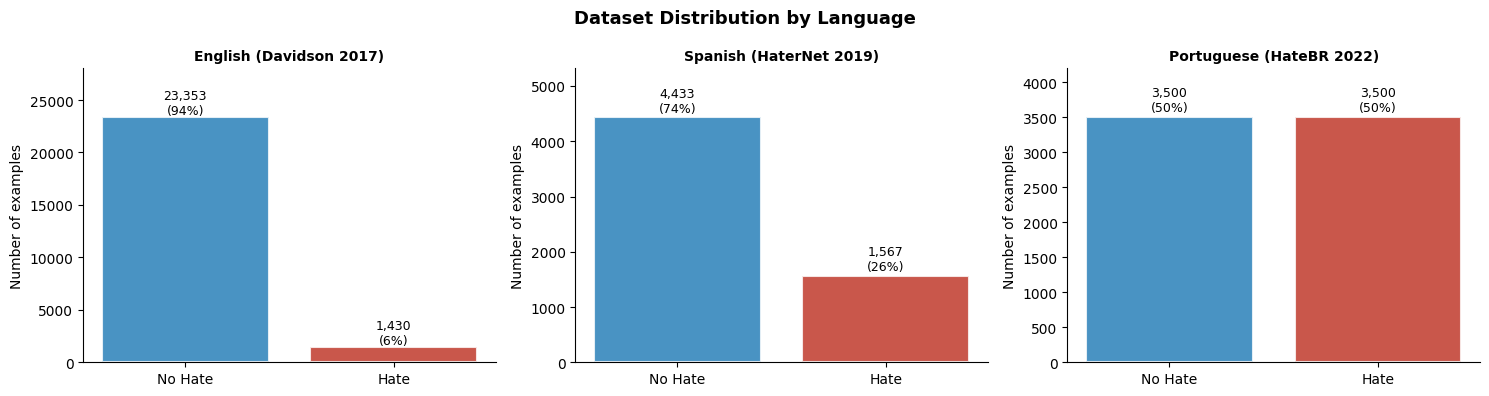 Dataset Distribution by Language
English (Davidson 2017)
Number of examples
25000
20000
15000
10000
5000
0
23,353
(94%)
1,430
(6%)
No Hate
Hate
Spanish (HaterNet 2019)
Number of examples
5000
4000
3000
2000
1000
0
4,433
(74%)
1,567
(26%)
No Hate
Hate
Portuguese (HateBR 2022)
Number of examples
4000
3500
3000
2500
2000
1500
1000
500
0
3,500
(50%)
3,500
(50%)
No Hate
Hate